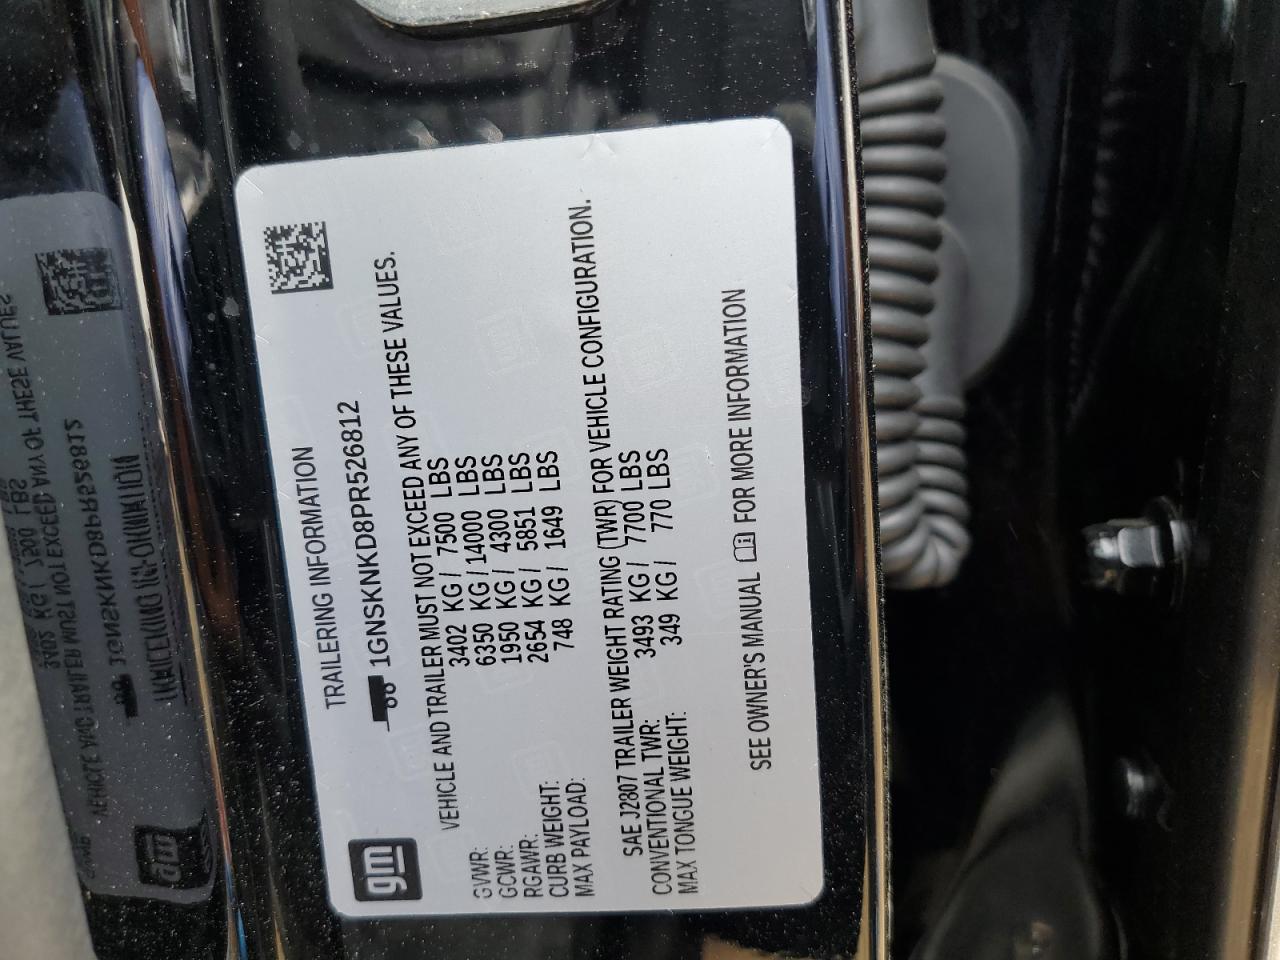 gm
TRAILERING INFORMATION
1GNSKNKD8PR526812
VEHICLE AND TRAILER MUST NOT EXCEED ANY OF THESE VALUES.
GVWR: 3402 KG / 7500 LBS
GCWR: 6350 KG / 14000 LBS
RGAWR: 1950 KG / 4300 LBS
CURB WEIGHT: 2654 KG / 5851 LBS
MAX PAYLOAD: 748 KG / 1649 LBS
SAE J2807 TRAILER WEIGHT RATING (TWR) FOR VEHICLE CONFIGURATION.
CONVENTIONAL TWR: 3493 KG / 7700 LBS
MAX TONGUE WEIGHT: 349 KG / 770 LBS
SEE OWNER'S MANUAL FOR MORE INFORMATION